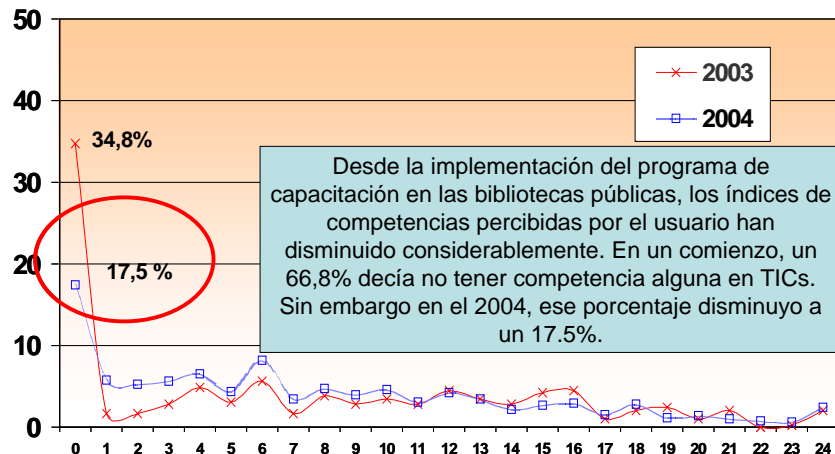 50
40
30
20
10
0
34,8%
17,5 %
2003
2004
Desde la implementación del programa de
capacitación en las bibliotecas públicas, los índices de
competencias percibidas por el usuario han
disminuido considerablemente. En un comienzo, un
66,8% decía no tener competencia alguna en TICs.
Sin embargo en el 2004, ese porcentaje disminuyo a
un 17.5%.
0 1 2 3 4 5 6 7 8 9 10 11 12 13 14 15 16 17 18 19 20 21 22 23 24